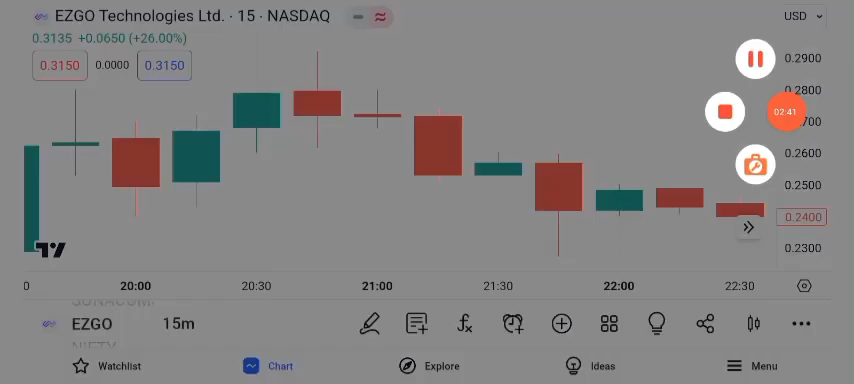 EZGO Technologies Ltd. · 15 · NASDAQ
USD
0.3135 +0.0650 (+26.00%)
0.3150 0.0000 0.3150
0.2900
0.2800
02:41
0.2600
0.2500
0.2400
0.2300
20:00 20:30 21:00 21:30 22:00 22:30
EZGO 15m
NIFTY
Watchlist Chart Explore Ideas Menu